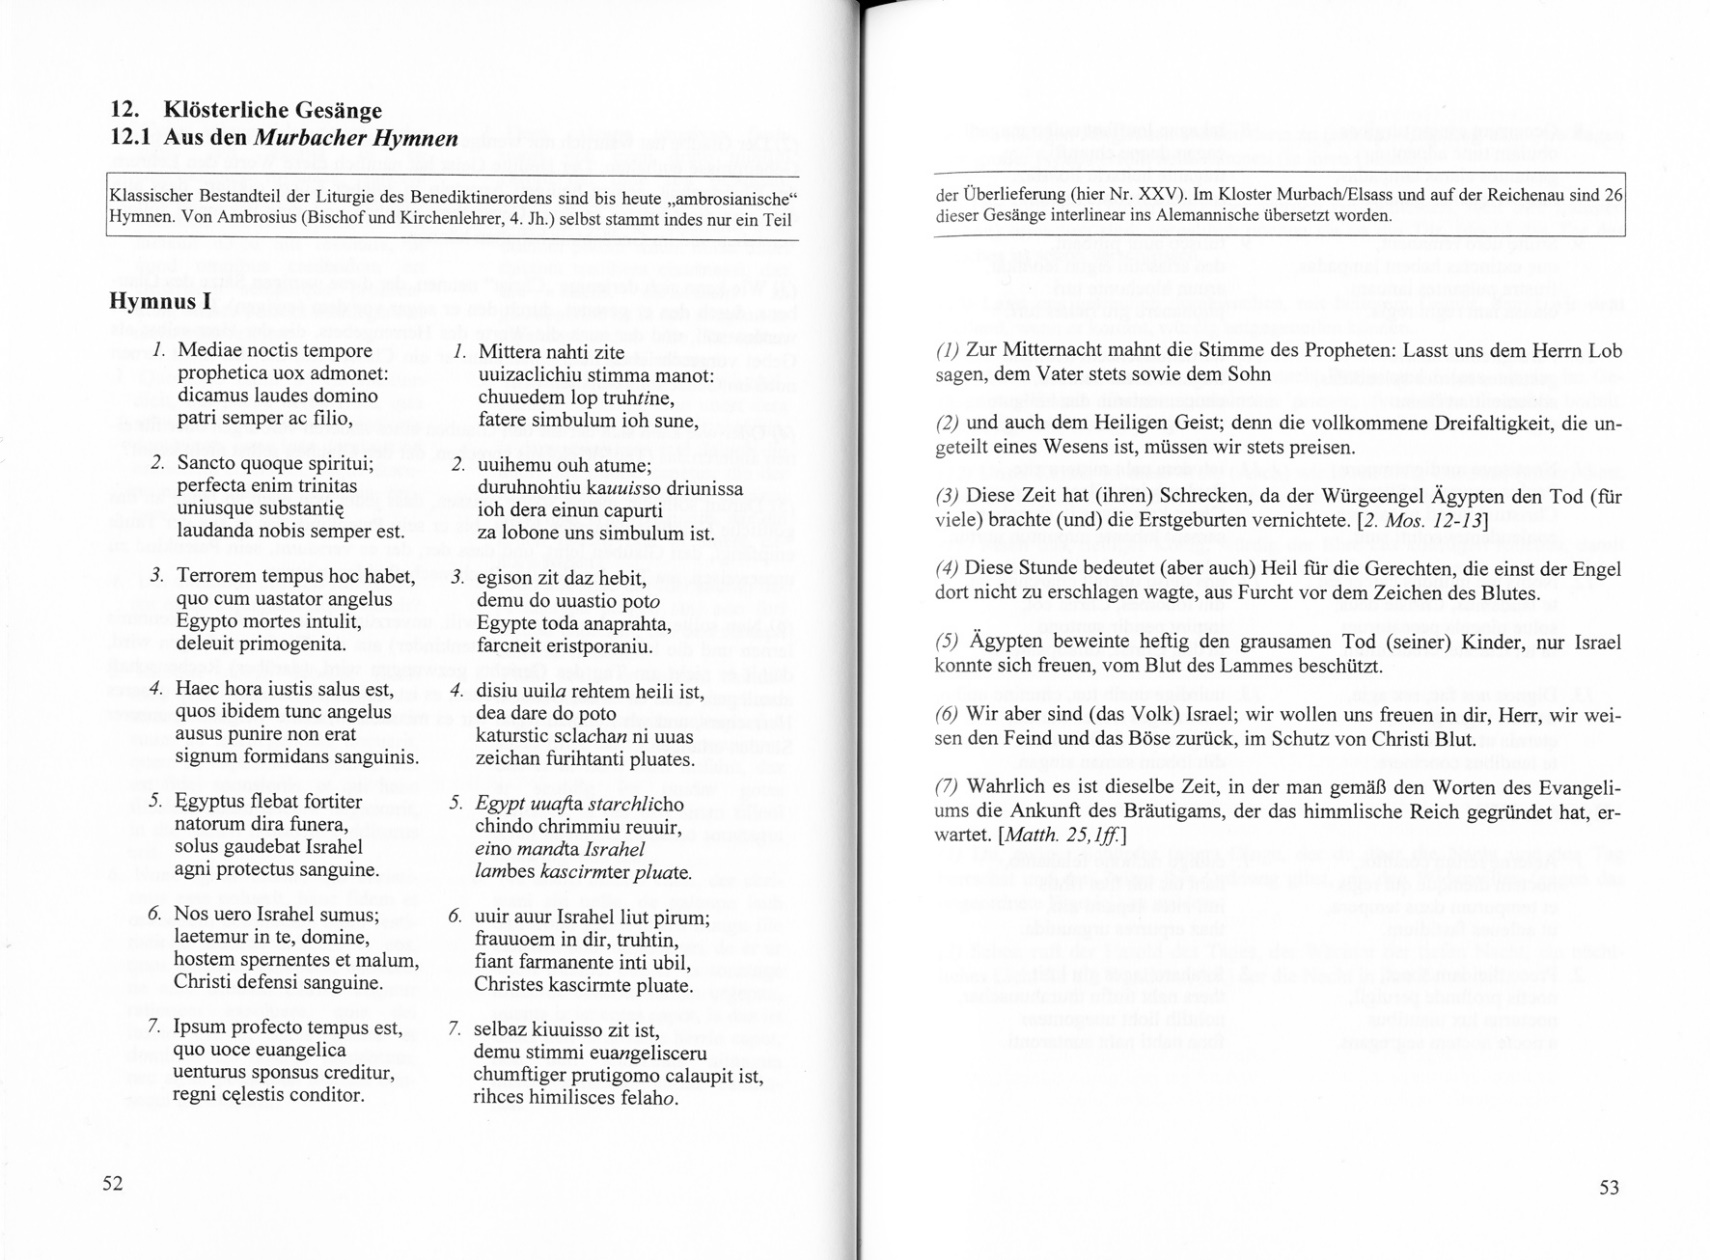 12. Klösterliche Gesänge
12.1 Aus den Murbacher Hymnen
Klassischer Bestandteil der Liturgie des Benediktinerordens sind bis heute „ambrosianische“
Hymnen. Von Ambrosius (Bischof und Kirchenlehrer, 4. Jh.) selbst stammt indes nur ein Teil
Hymnus I
1. Mediae noctis tempore
prophetica uox admonet:
dicamus laudes domino
patri semper ac filio,
2. Sancto quoque spiritui;
perfecta enim trinitas
uniusque substantię
laudanda nobis semper est.
3. Terrorem tempus hoc habet,
quo cum uastator angelus
Egypto mortes intulit,
deleuit primogenita.
4. Haec hora iustis salus est,
quos ibidem tunc angelus
ausus punire non erat
signum formidans sanguinis.
5. Ęgyptus flebat fortiter
natorum dira funera,
solus gaudebat Israhel
agni protectus sanguine.
6. Nos uero Israhel sumus;
laetemur in te, domine,
hostem spernentes et malum,
Christi defensi sanguine.
7. Ipsum profecto tempus est,
quo uoce euangelica
uenturus sponsus creditur,
regni cęlestis conditor.
1. Mittera nahti zite
uuizaclichiu stimma manot:
chuuedem lop truhtine,
fatere simbulum ioh sune,
2. uuihemu ouh atume;
duruhnohtiu kauuisso driunissa
ioh dera einun capurti
za lobone uns simbulum ist.
3. egison zit daz hebit,
demu do uuastio poto
Egypte toda anaprahta,
farcneit eristporaniu.
4. disiu uuila rehtem heili ist,
dea dare do poto
katurstic sclachan ni uuas
zeichan furihtanti pluates.
5. Egypt uuafta starchlicho
chindo chrimmiu reuuir,
eino mandta Israhel
lambes kascirmter pluate.
6. uuir auur Israhel liut pirum;
frauuoem in dir, truhtin,
fiant farmanente inti ubil,
Christes kascirmte pluate.
7. selbaz kiuuisso zit ist,
demu stimmi euangelisceru
chumftiger prutigomo calaupit ist,
rihces himilisces felaho.
52
der Überlieferung (hier Nr. XXV). Im Kloster Murbach/Elsass und auf der Reichenau sind 26
dieser Gesänge interlinear ins Alemannische übersetzt worden.
(1) Zur Mitternacht mahnt die Stimme des Propheten: Lasst uns dem Herrn Lob
sagen, dem Vater stets sowie dem Sohn
(2) und auch dem Heiligen Geist; denn die vollkommene Dreifaltigkeit, die un-
geteilt eines Wesens ist, müssen wir stets preisen.
(3) Diese Zeit hat (ihren) Schrecken, da der Würgeengel Ägypten den Tod (für
viele) brachte (und) die Erstgeburten vernichtete. [2. Mos. 12-13]
(4) Diese Stunde bedeutet (aber auch) Heil für die Gerechten, die einst der Engel
dort nicht zu erschlagen wagte, aus Furcht vor dem Zeichen des Blutes.
(5) Ägypten beweinte heftig den grausamen Tod (seiner) Kinder, nur Israel
konnte sich freuen, vom Blut des Lammes beschützt.
(6) Wir aber sind (das Volk) Israel; wir wollen uns freuen in dir, Herr, wir wei-
sen den Feind und das Böse zurück, im Schutz von Christi Blut.
(7) Wahrlich es ist dieselbe Zeit, in der man gemäß den Worten des Evangeli-
ums die Ankunft des Bräutigams, der das himmlische Reich gegründet hat, er-
wartet. [Matth. 25,1ff.]
53